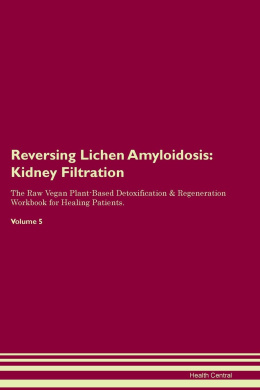 Reversing Lichen Amyloidosis:
Kidney Filtration
The Raw Vegan Plant-Based Detoxification & Regeneration
Workbook for Healing Patients.
Volume 5
Health Central